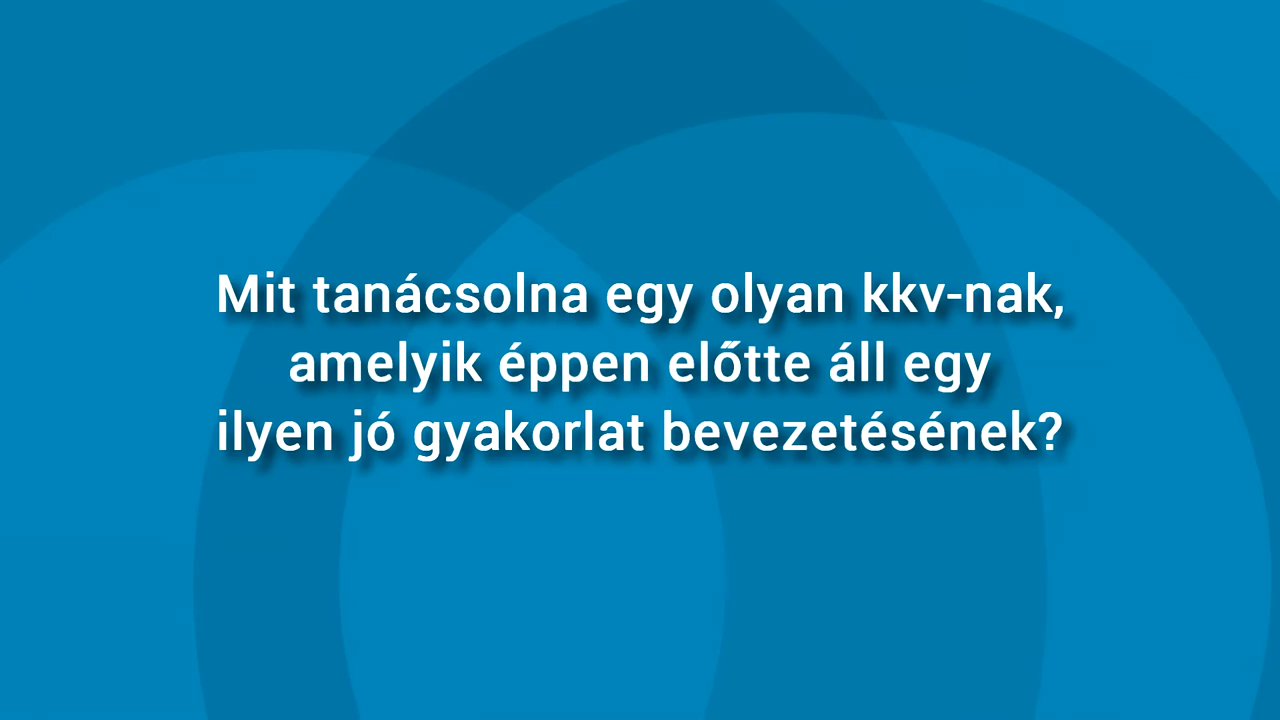 Mit tanácsolna egy olyan kkv-nak,
amelyik éppen előtte áll egy
ilyen jó gyakorlat bevezetésének?